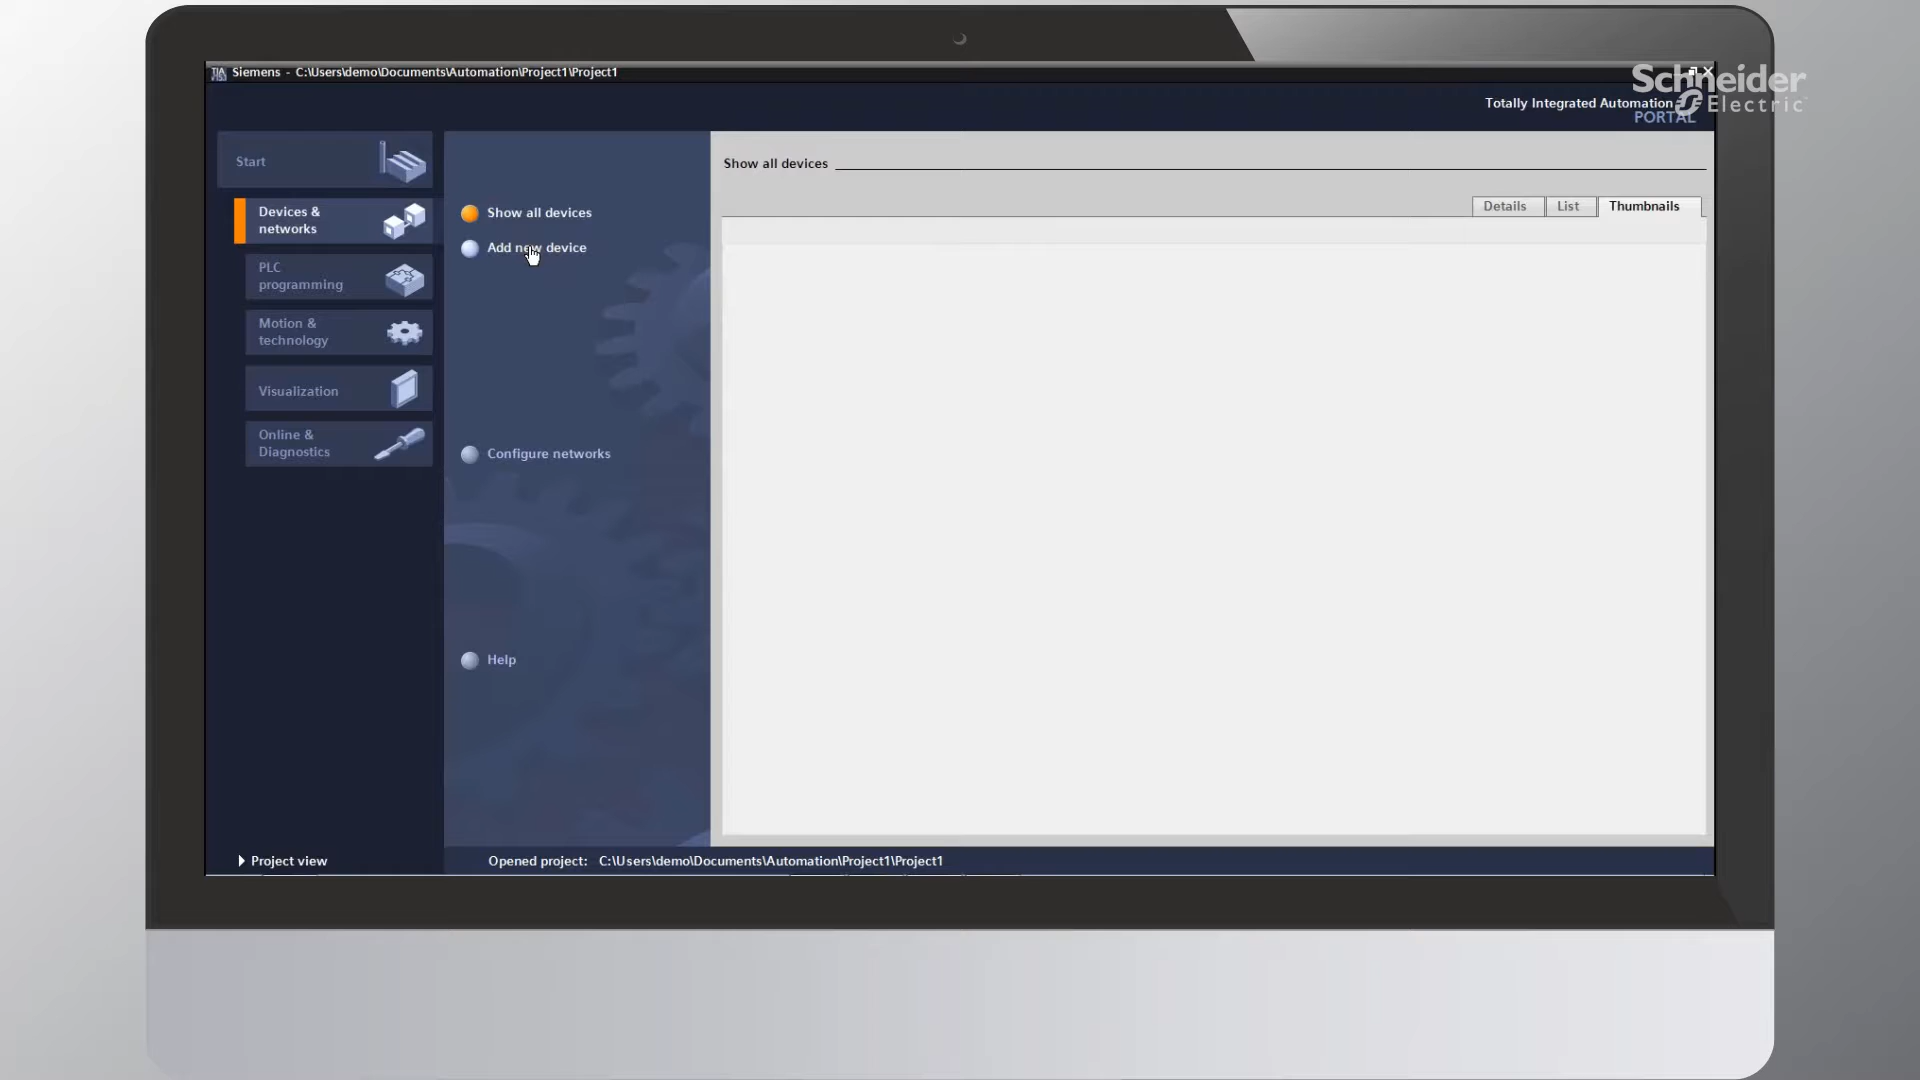 Siemens - C:\Users\demo\Documents\Automation\Project1\Project1
Schneider
Electric
Totally Integrated Automation
PORTAL
Start
Devices &
networks
PLC
programming
Motion &
technology
Visualization
Online &
Diagnostics
Show all devices
Add new device
Configure networks
Help
Show all devices
Details
List
Thumbnails
Project view
Opened project: C:\Users\demo\Documents\Automation\Project1\Project1